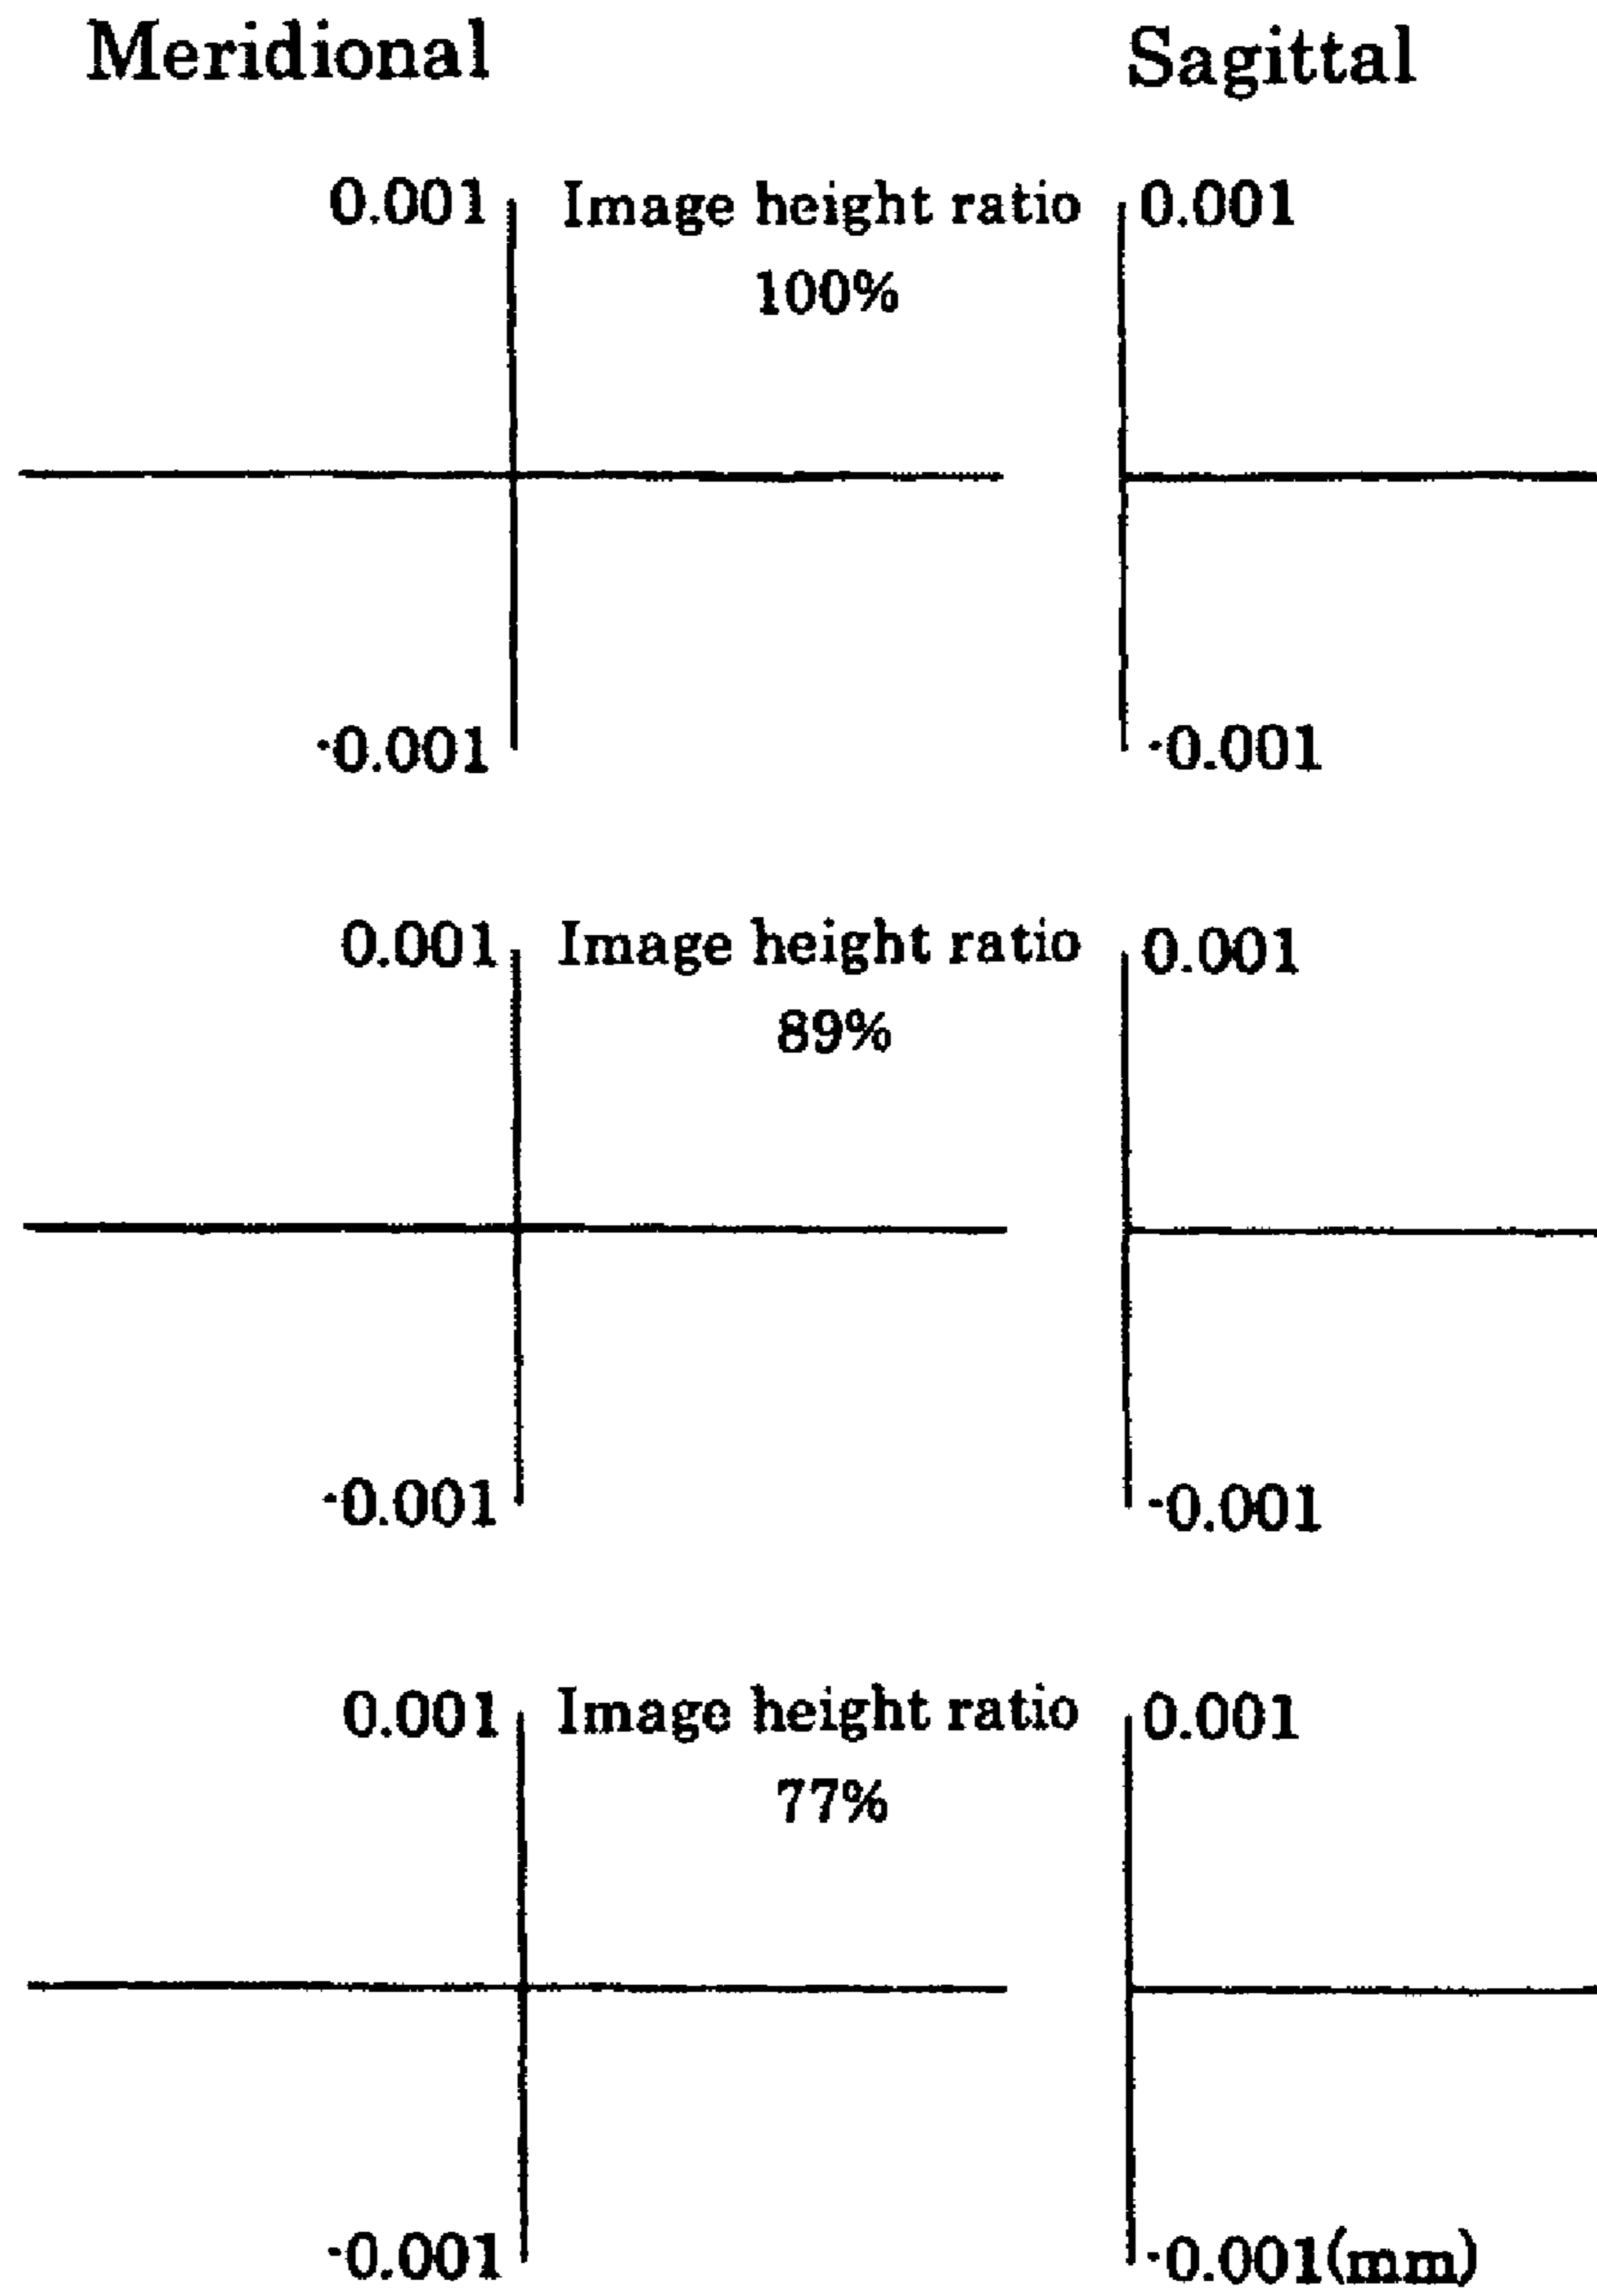 Meridional Sagittal
0.001 Image height ratio 0.001
100%
-0.001 -0.001
0.001 Image height ratio 0.001
89%
-0.001 -0.001
0.001 Image height ratio 0.001
77%
-0.001 -0.001(mm)